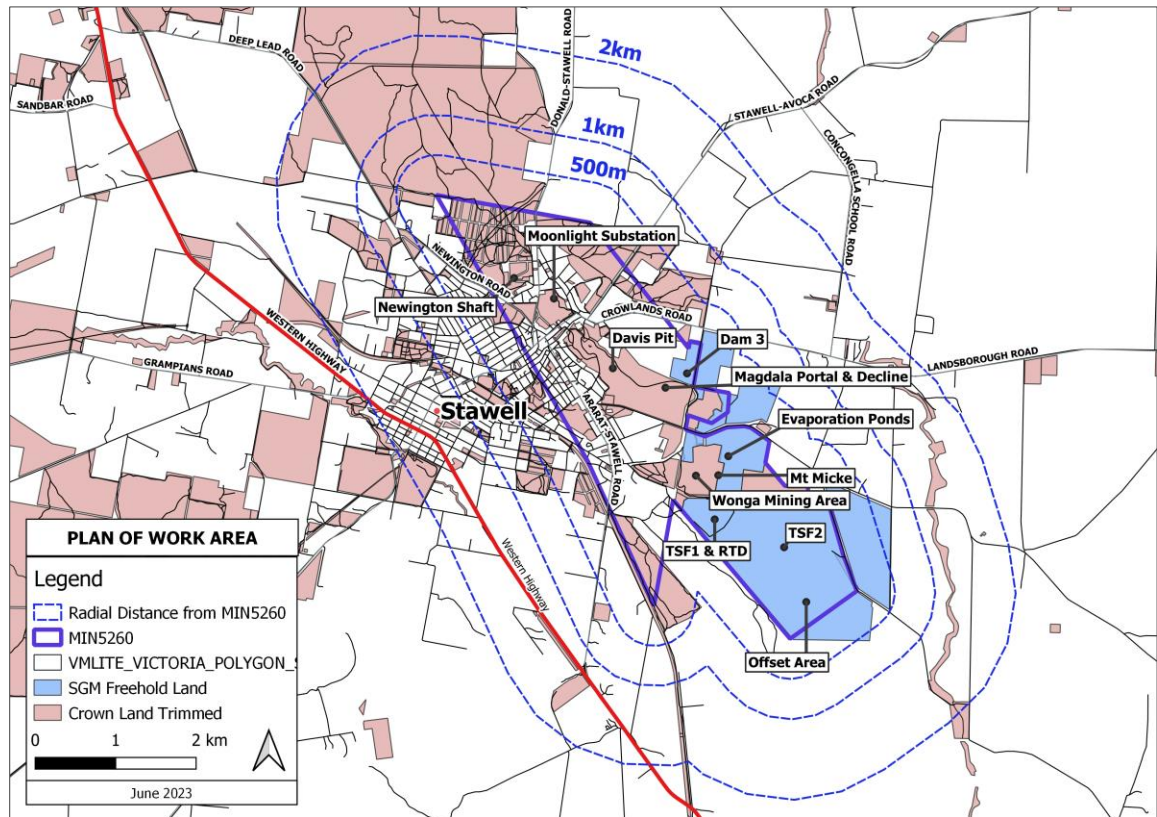 2km
DEEP LEAD ROAD
DONALD-STAWELL ROAD
STAWELL-AVOCA ROAD
SANDBAR ROAD
1km
CONCONGELLA SCHOOL ROAD
500m
Moonlight Substation
NEWINGTON ROAD
Newington Shaft
CROWLANDS ROAD
WESTERN HIGHWAY
Davis Pit
Dam 3
LANDSBOROUGH ROAD
GRAMPIANS ROAD
Magdala Portal & Decline
Stawell
ARARAT-STAWELL ROAD
Evaporation Ponds
Mt Micke
Wonga Mining Area
TSF2
TSF1 & RTD
Western Highway
Offset Area
PLAN OF WORK AREA
Legend
Radial Distance from MIN5260
MIN5260
VMLITE_VICTORIA_POLYGON_
SGM Freehold Land
Crown Land Trimmed
0 1 2 km
June 2023